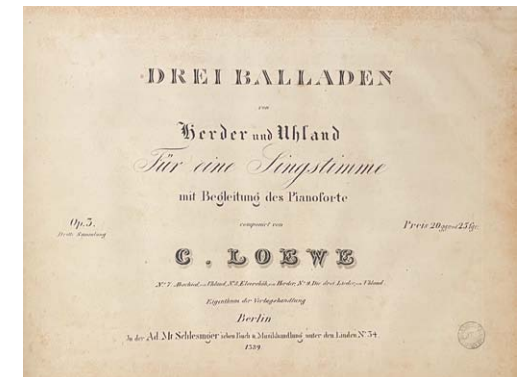 DREI BALLADEN
von
Herder und Uhland
Für eine Singstimme
mit Begleitung des Pianoforte
componirt von
Op. 3.
Preis 20
C. LOEWE
Nº 1. Abschied, v. Uhland, Nº 2. Elvershöh, v. Herder, Nº 3. Die drei Lieder, v. Uhland.
Eigenthum der Verlagshandlung
Berlin
In der Ad. Mt. Schlesinger'schen Buch u. Musikhandlung unter den Linden Nº 34.